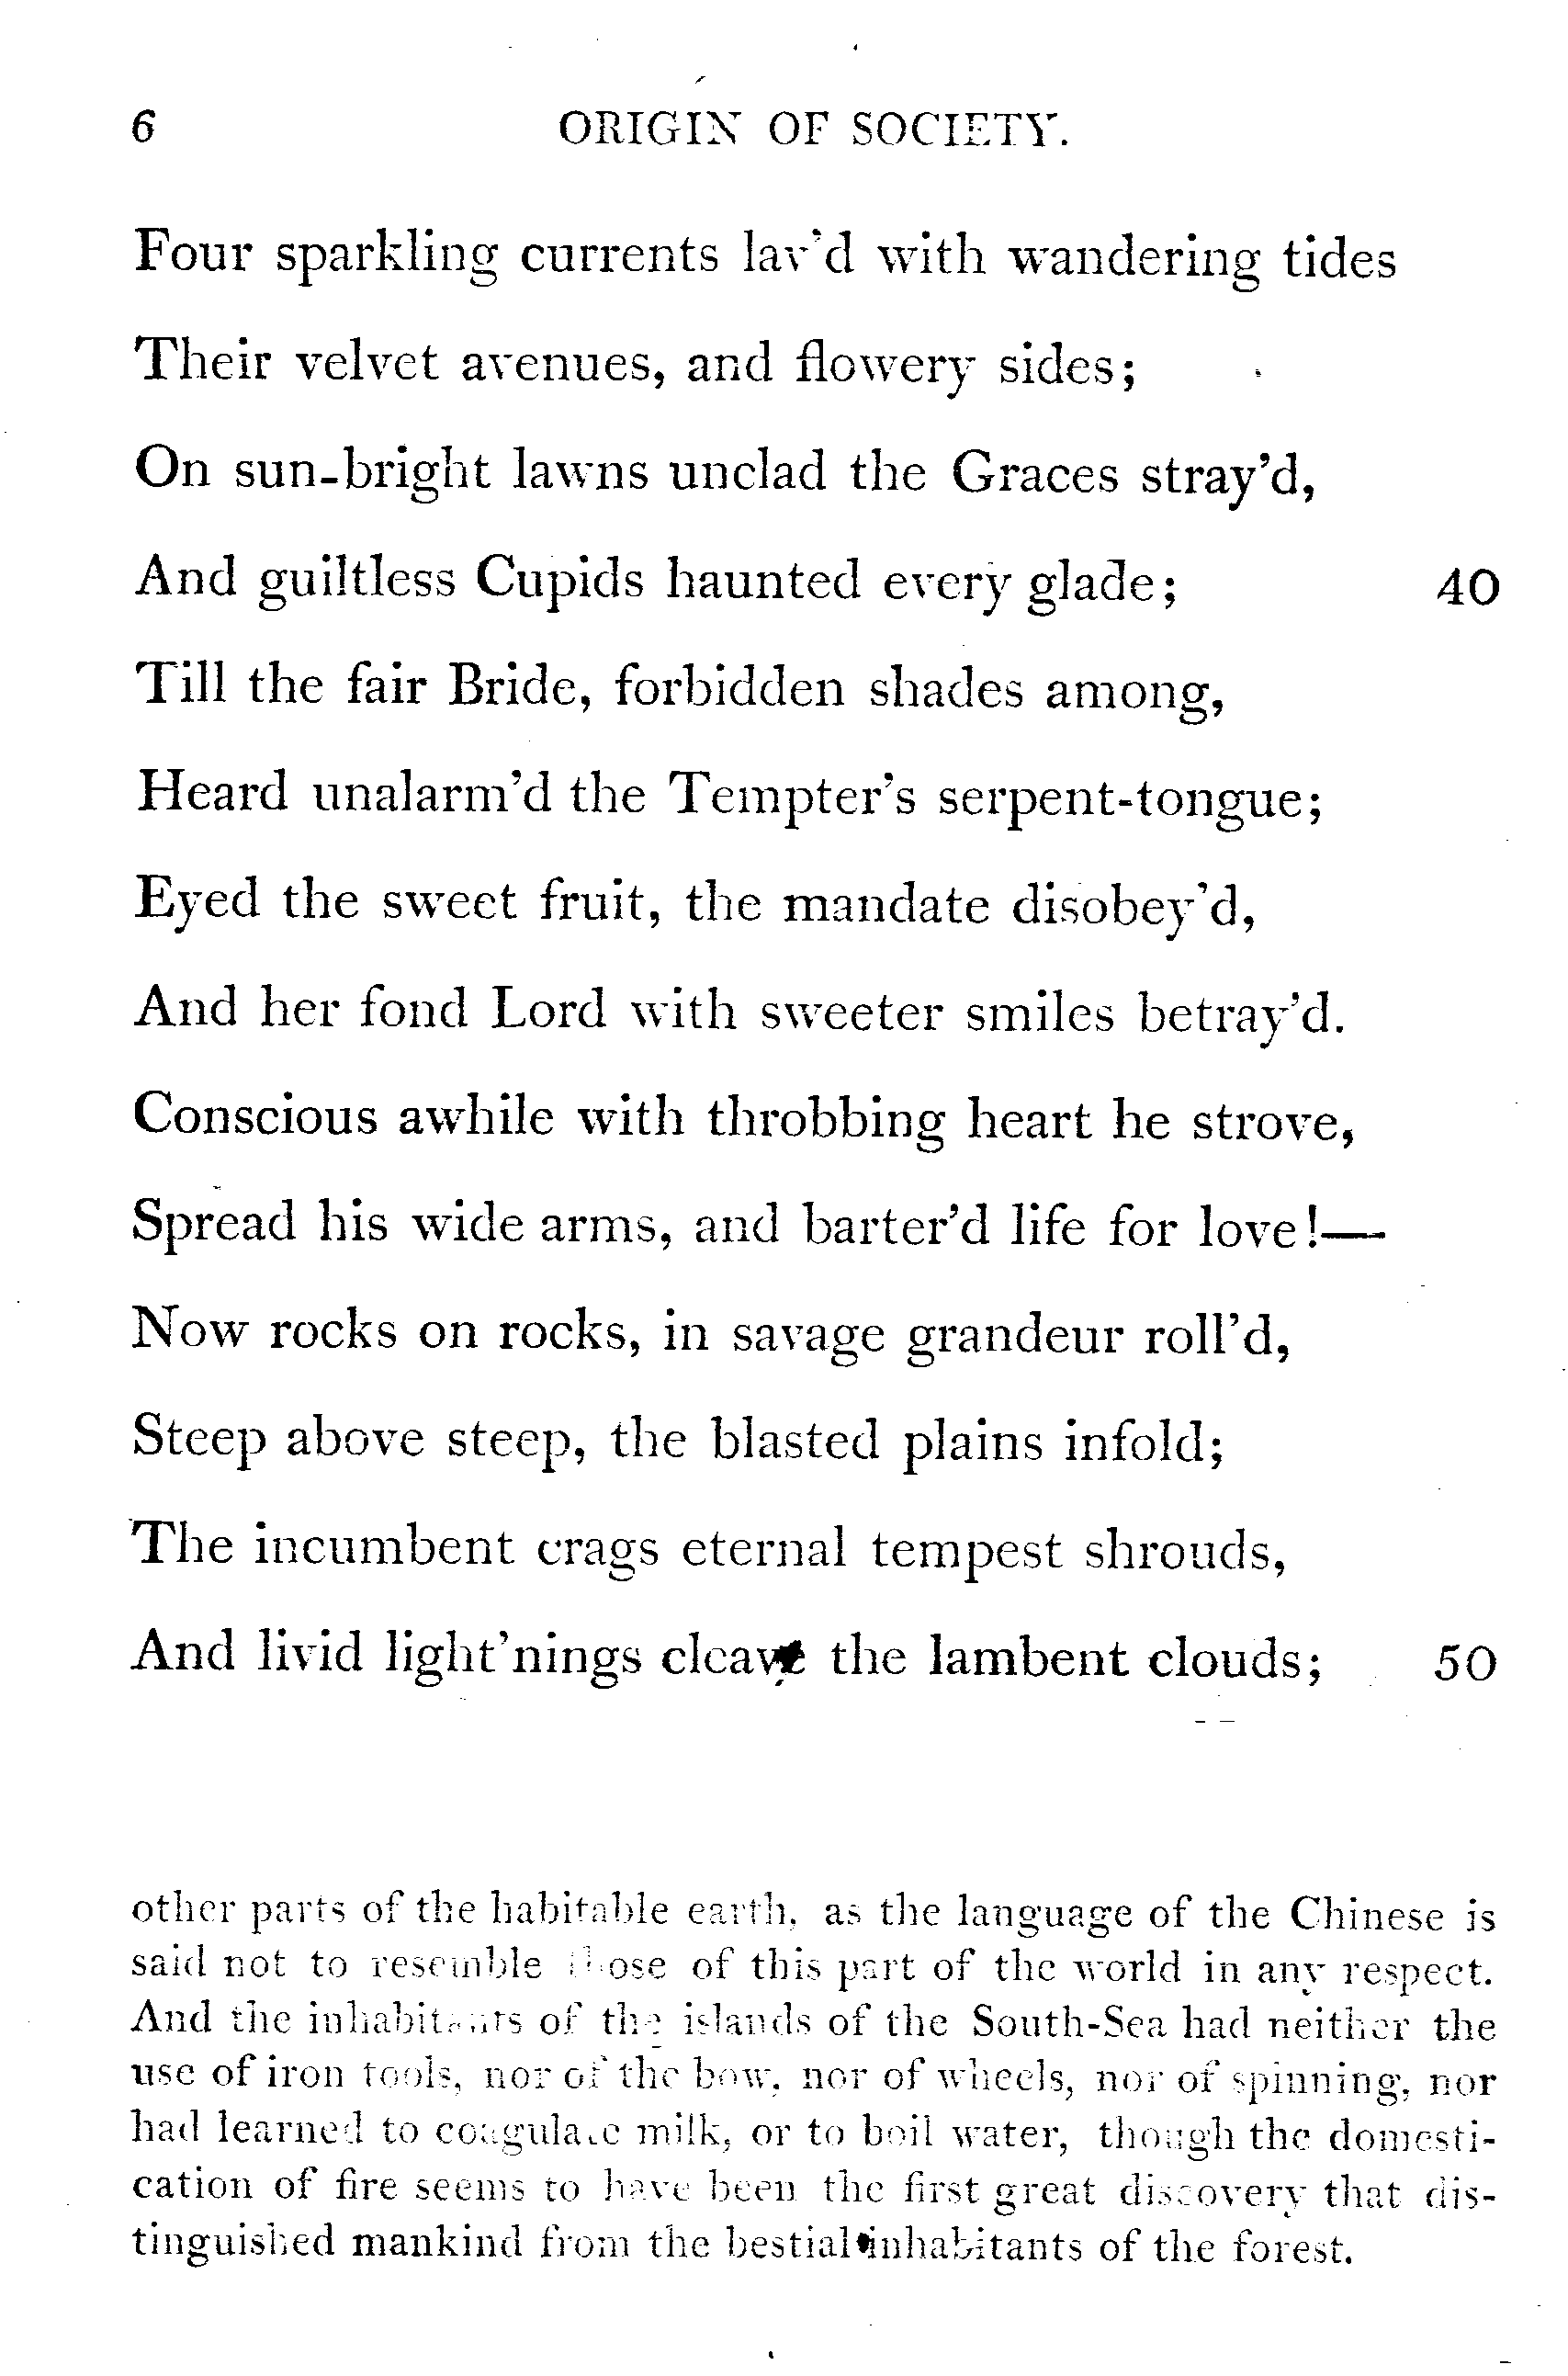 6 ORIGIN OF SOCIETY.
Four sparkling currents lav'd with wandering tides
Their velvet avenues, and flowery sides;
On sun-bright lawns unclad the Graces stray'd,
And guiltless Cupids haunted every glade; 40
Till the fair Bride, forbidden shades among,
Heard unalarm'd the Tempter's serpent-tongue;
Eyed the sweet fruit, the mandate disobey'd,
And her fond Lord with sweeter smiles betray'd.
Conscious awhile with throbbing heart he strove,
Spread his wide arms, and barter'd life for love!—
Now rocks on rocks, in savage grandeur roll'd,
Steep above steep, the blasted plains infold;
The incumbent crags eternal tempest shrouds,
And livid light'nings cleave the lambent clouds; 50
other parts of the habitable earth, as the language of the Chinese is
said not to resemble those of this part of the world in any respect.
And the inhabitants of the islands of the South-Sea had neither the
use of iron tools, nor of the bow, nor of wheels, nor of spinning, nor
had learned to coagulate milk, or to boil water, though the domesti-
cation of fire seems to have been the first great discovery that dis-
tinguished mankind from the bestial inhabitants of the forest.